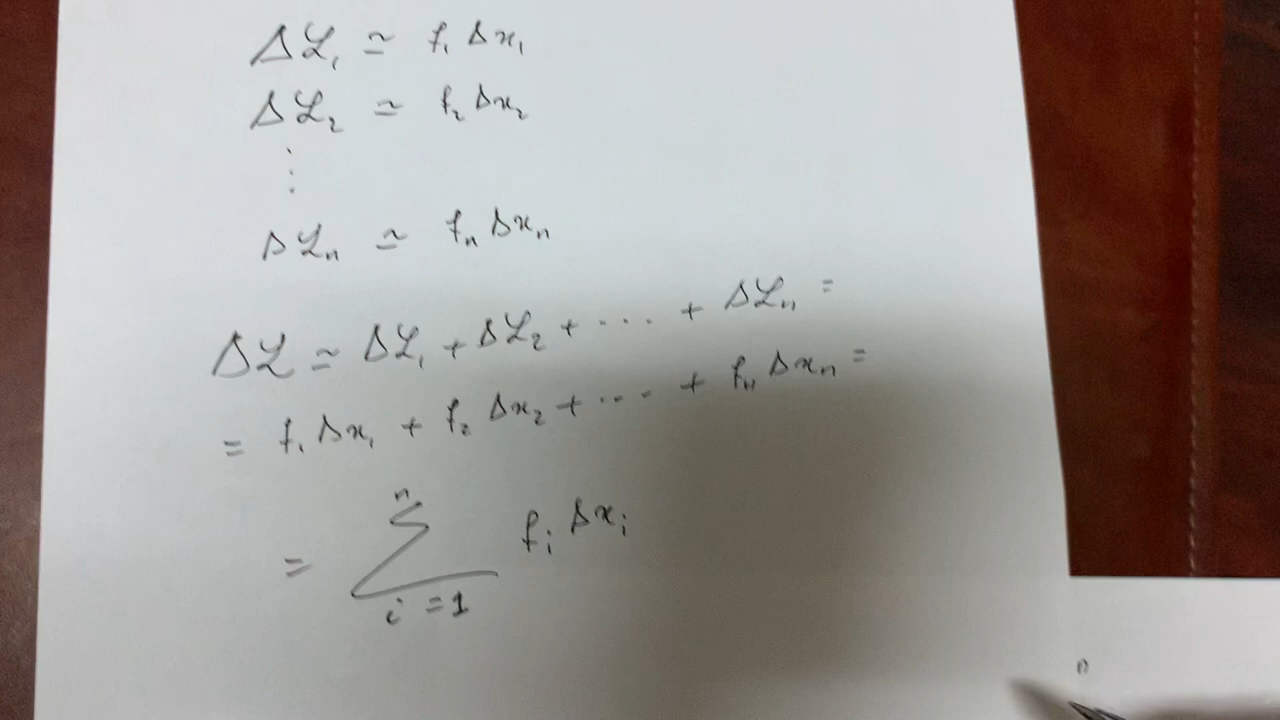 Δℒ₁ ≃ f₁ Δx₁
Δℒ₂ ≃ f₂ Δx₂
⋮
Δℒₙ ≃ fₙ Δxₙ
Δℒ ≃ Δℒ₁ + Δℒ₂ + ... + Δℒₙ =
= f₁ Δx₁ + f₂ Δx₂ + ... + fₙ Δxₙ =
n
= ∑ fᵢ Δxᵢ
i = 1